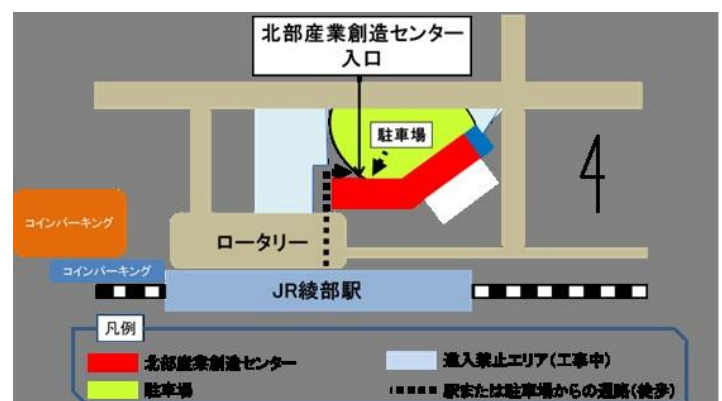 北部産業創造センター
入口
駐車場
コインパーキング
ロータリー
コインパーキング
JR綾部駅
凡例
北部産業創造センター
進入禁止エリア(工事中)
駐車場
駅または駐車場からの通路(徒歩)